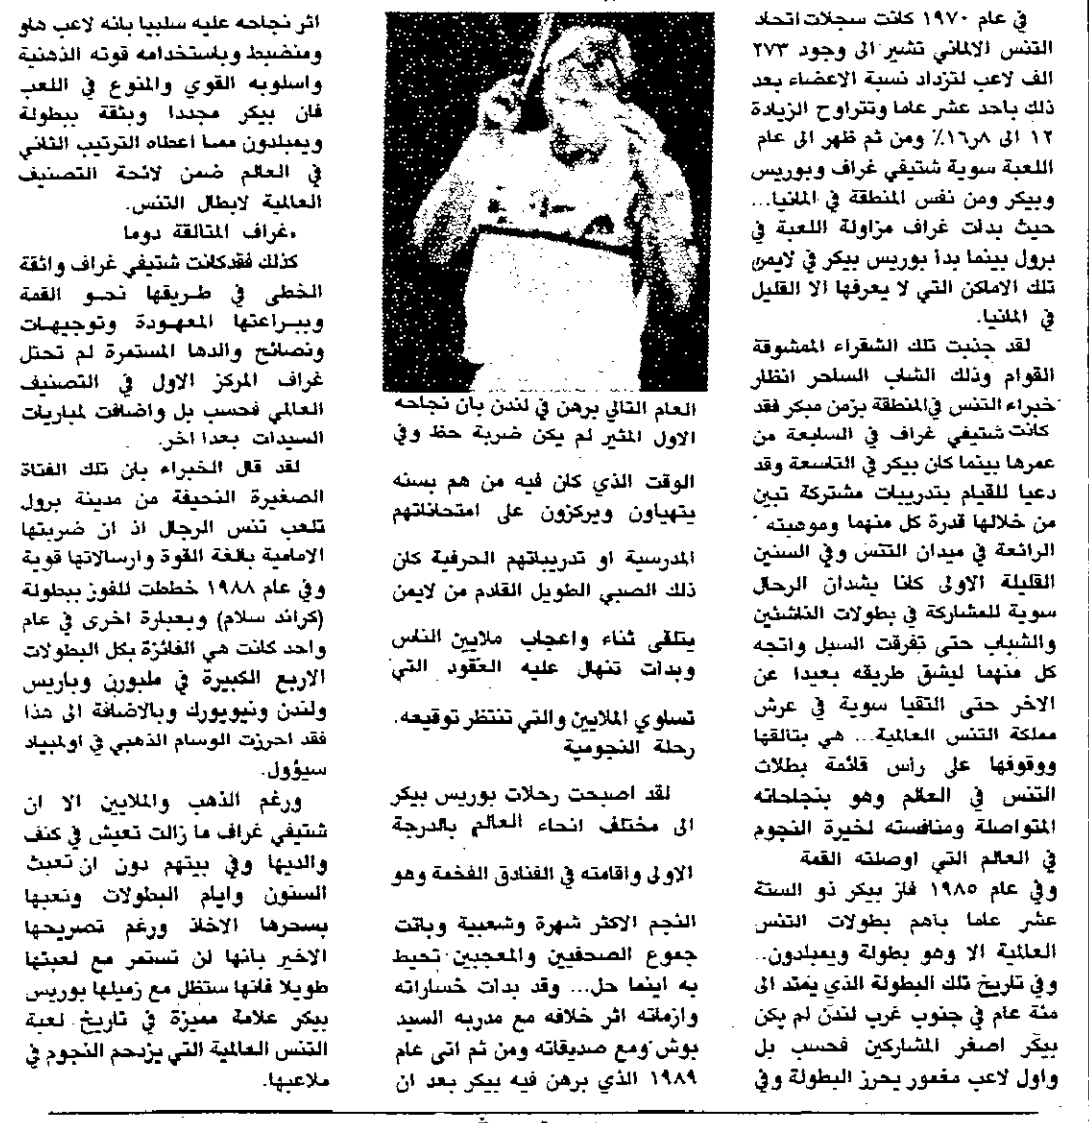 في عام ١٩٧٠ كانت سجلات اتحاد
التنس الالماني تشير الى وجود ٢٧٣
الف لاعب لتزداد نسبة الاعضاء بعد
ذلك باحد عشر عاما وتتراوح الزيادة
١٢ الى ١٦ر٨٪ ومن ثم ظهر الى عام
اللعبة سوية شتيفي غراف وبوريس
وبيكر ومن نفس المنطقة في المانيا...
حيث بدات غراف مزاولة اللعبة في
برول بينما بدأ بوريس بيكر في لايمن
تلك الاماكن التي لا يعرفها الا القليل
في المانيا.
لقد جذبت تلك الشقراء الممشوقة
القوام وذلك الشاب الساحر انظار
خبراء التنس في المنطقة بزمن مبكر فقد
كانت شتيفي غراف في السابعة من
عمرها بينما كان بيكر في التاسعة وقد
دعيا للقيام بتدريبات مشتركة تبين
من خلالها قدرة كل منهما وموهبته
الرائعة في ميدان التنس وفي السنين
القليلة الاولى كانا يشدان الرحال
سوية للمشاركة في بطولات الناشئين
والشباب حتى تفرقت السبل واتجه
كل منهما ليشق طريقه بعيدا عن
الاخر حتى التقيا سوية في عرش
مملكة التنس العالمية... هي بتالقها
ووقوفها على راس قائمة بطلات
التنس في العالم وهو بنجاحاته
المتواصلة ومنافسته لخيرة النجوم
في العالم التي اوصلته القمة
وفي عام ١٩٨٥ فاز بيكر ذو الستة
عشر عاما باهم بطولات التنس
العالمية الا وهو بطولة ويمبلدون..
وفي تاريخ تلك البطولة الذي يمتد الى
مئة عام في جنوب غرب لندن لم يكن
بيكر اصغر المشاركين فحسب بل
واول لاعب مغمور يحرز البطولة وفي
العام التالي برهن في لندن بان نجاحه
الاول المثير لم يكن ضربة حظ وفي
الوقت الذي كان فيه من هم بسنه
يتهياون ويركزون على امتحاناتهم
المدرسية او تدريباتهم الحرفية كان
ذلك الصبي الطويل القادم من لايمن
يتلقى ثناء واعجاب ملايين الناس
وبدات تنهال عليه العقود التي
تساوي الملايين والتي تنتظر توقيعه.
رحلة النجومية
لقد اصبحت رحلات بوريس بيكر
الى مختلف انحاء العالم بالدرجة
الاولى واقامته في الفنادق الفخمة وهو
النجم الاكثر شهرة وشعبية وباتت
جموع الصحفيين والمعجبين تحيط
به اينما حل... وقد بدات خساراته
وازماته اثر خلافه مع مدربه السيد
بوش ومع صديقاته ومن ثم اتى عام
١٩٨٩ الذي برهن فيه بيكر بعد ان
اثر نجاحه عليه سلبيا بانه لاعب هاو
ومنضبط وباستخدامه قوته الذهنية
واسلوبه القوي والمنوع في اللعب
فان بيكر مجددا وبثقة ببطولة
ويمبلدون مما اعطاه الترتيب الثاني
في العالم ضمن لائحة التصنيف
العالمية لابطال التنس.
•غراف المتالقة دوما
كذلك فقدكانت شتيفي غراف واثقة
الخطى في طريقها نحو القمة
وببراعتها المعهودة وتوجيهات
ونصائح والدها المستمرة لم تحتل
غراف المركز الاول في التصنيف
العالمي فحسب بل واضافت لمباريات
السيدات بعدا اخر.
لقد قال الخبراء بان تلك الفتاة
الصغيرة النحيفة من مدينة برول
تلعب تنس الرجال اذ ان ضربتها
الامامية بالغة القوة وارسالاتها قوية
وفي عام ١٩٨٨ خططت للفوز ببطولة
(كراند سلام) وبعبارة اخرى في عام
واحد كانت هي الفائزة بكل البطولات
الاربع الكبيرة في ملبورن وباريس
ولندن ونيويورك وبالاضافة الى هذا
فقد احرزت الوسام الذهبي في اولمبياد
سيؤول.
ورغم الذهب والملايين الا ان
شتيفي غراف ما زالت تعيش في كنف
والديها وفي بيتهم دون ان تعبث
السنون وايام البطولات وتعبها
بسحرها الاخاذ ورغم تصريحها
الاخير بانها لن تستمر مع لعبتها
طويلا فانها ستظل مع زميلها بوريس
بيكر علامة مميزة في تاريخ لعبة
التنس العالمية التي يزدحم النجوم في
ملاعبها.